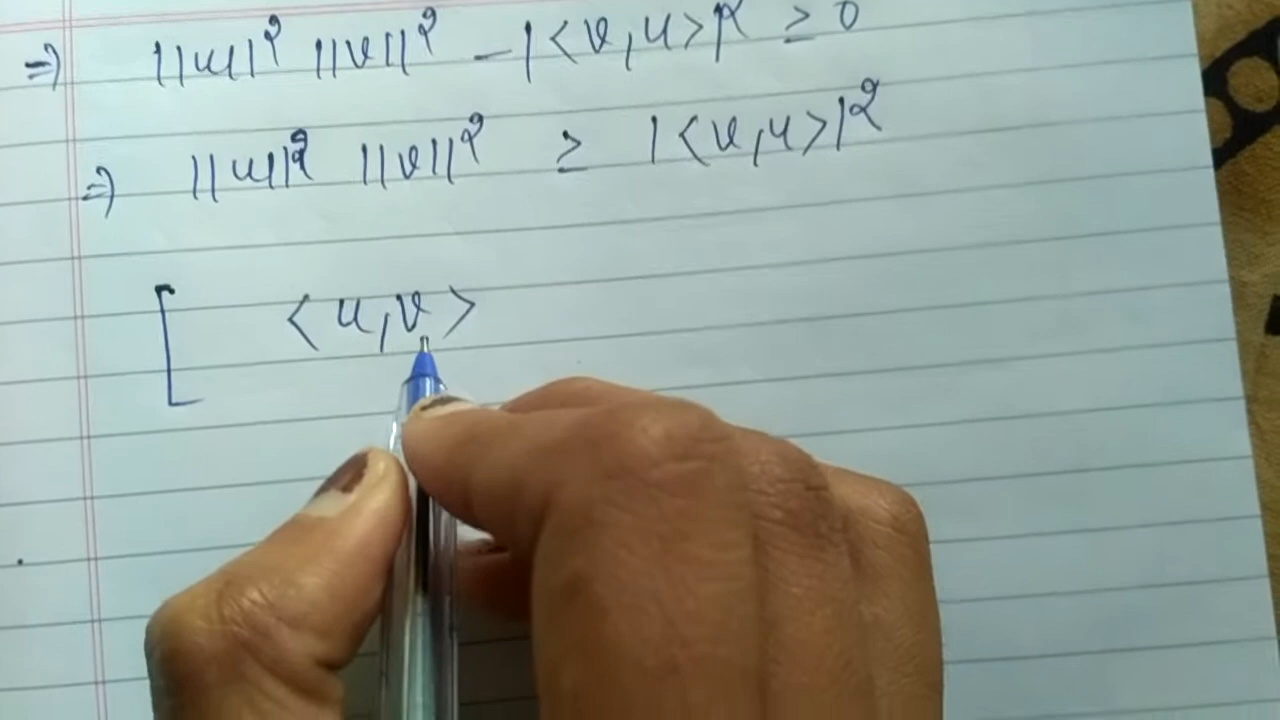 ⇒ ||u||² ||v||² - |<v,u>|² ≥ 0
⇒ ||u||² ||v||² ≥ |<v,u>|²
[ <u,v>